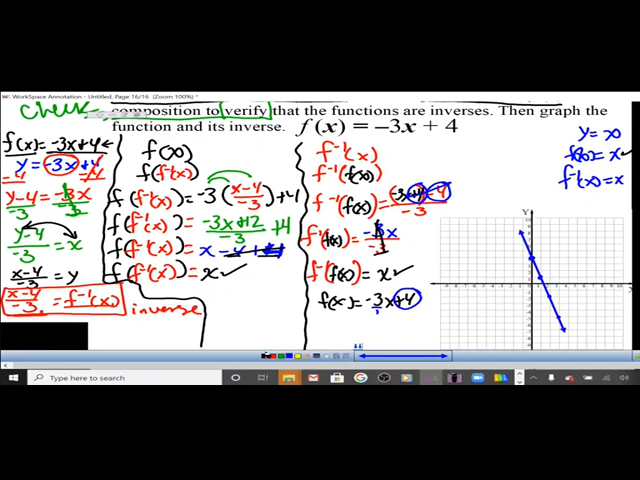 WorkSpace Annotation - Untitled, Page 16/16 (Zoom 100%) *
check
composition to verify that the functions are inverses. Then graph the
function and its inverse. f(x) = −3x + 4
f(x) = -3x+4
y = -3x+4
-4 -4
y-4 = -3x
-3 -3
y-4 = x
-3
x-4 = y
-3
x-4 = f⁻¹(x)
-3
inverse
f(x)
f(f⁻¹(x)
f(f⁻¹(x) = -3(x-4) + 4
-3
f(f⁻¹(x) = -3x+12 + 4
-3
f(f⁻¹(x) = x - 4 + 4
f(f⁻¹(x) = x ✓
f⁻¹(x)
f⁻¹(f(x)
f⁻¹(f(x) = -3x+4 - 4
-3
f⁻¹(f(x) = -3x
-3
f⁻¹(f(x) = x ✓
f(x) = -3x+4
1
f(x) = x ✓
f⁻¹(x) = x
Y
X
Type here to search